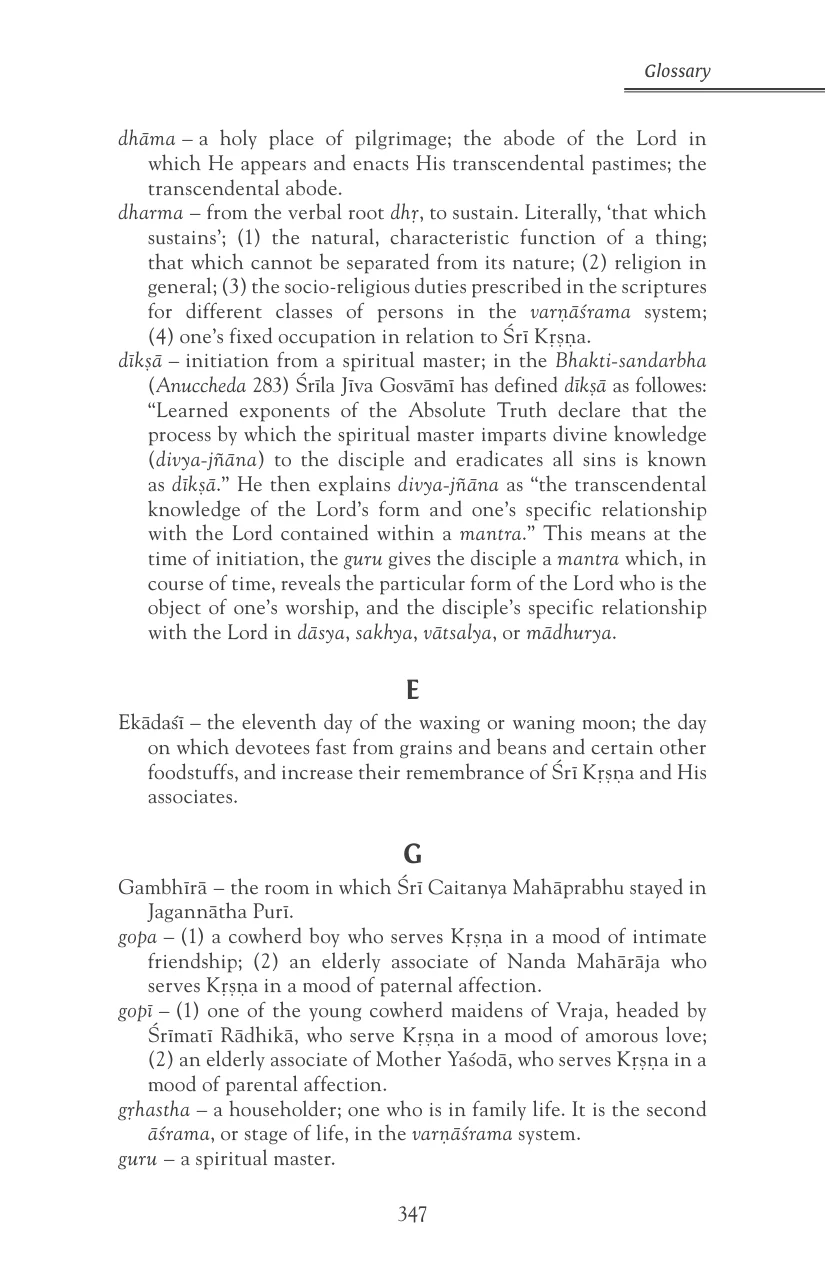 Glossary
dhāma – a holy place of pilgrimage; the abode of the Lord in
which He appears and enacts His transcendental pastimes; the
transcendental abode.
dharma – from the verbal root dhṛ, to sustain. Literally, ‘that which
sustains’; (1) the natural, characteristic function of a thing;
that which cannot be separated from its nature; (2) religion in
general; (3) the socio-religious duties prescribed in the scriptures
for different classes of persons in the varṇāśrama system;
(4) one’s fixed occupation in relation to Śrī Kṛṣṇa.
dīkṣā – initiation from a spiritual master; in the Bhakti-sandarbha
(Anuccheda 283) Śrīla Jīva Gosvāmī has defined dīkṣā as followes:
“Learned exponents of the Absolute Truth declare that the
process by which the spiritual master imparts divine knowledge
(divya-jñāna) to the disciple and eradicates all sins is known
as dīkṣā.” He then explains divya-jñāna as “the transcendental
knowledge of the Lord’s form and one’s specific relationship
with the Lord contained within a mantra.” This means at the
time of initiation, the guru gives the disciple a mantra which, in
course of time, reveals the particular form of the Lord who is the
object of one’s worship, and the disciple’s specific relationship
with the Lord in dāsya, sakhya, vātsalya, or mādhurya.
E
Ekādaśī – the eleventh day of the waxing or waning moon; the day
on which devotees fast from grains and beans and certain other
foodstuffs, and increase their remembrance of Śrī Kṛṣṇa and His
associates.
G
Gambhīrā – the room in which Śrī Caitanya Mahāprabhu stayed in
Jagannātha Purī.
gopa – (1) a cowherd boy who serves Kṛṣṇa in a mood of intimate
friendship; (2) an elderly associate of Nanda Mahārāja who
serves Kṛṣṇa in a mood of paternal affection.
gopī – (1) one of the young cowherd maidens of Vraja, headed by
Śrīmatī Rādhikā, who serve Kṛṣṇa in a mood of amorous love;
(2) an elderly associate of Mother Yaśodā, who serves Kṛṣṇa in a
mood of parental affection.
gṛhastha – a householder; one who is in family life. It is the second
āśrama, or stage of life, in the varṇāśrama system.
guru – a spiritual master.
347